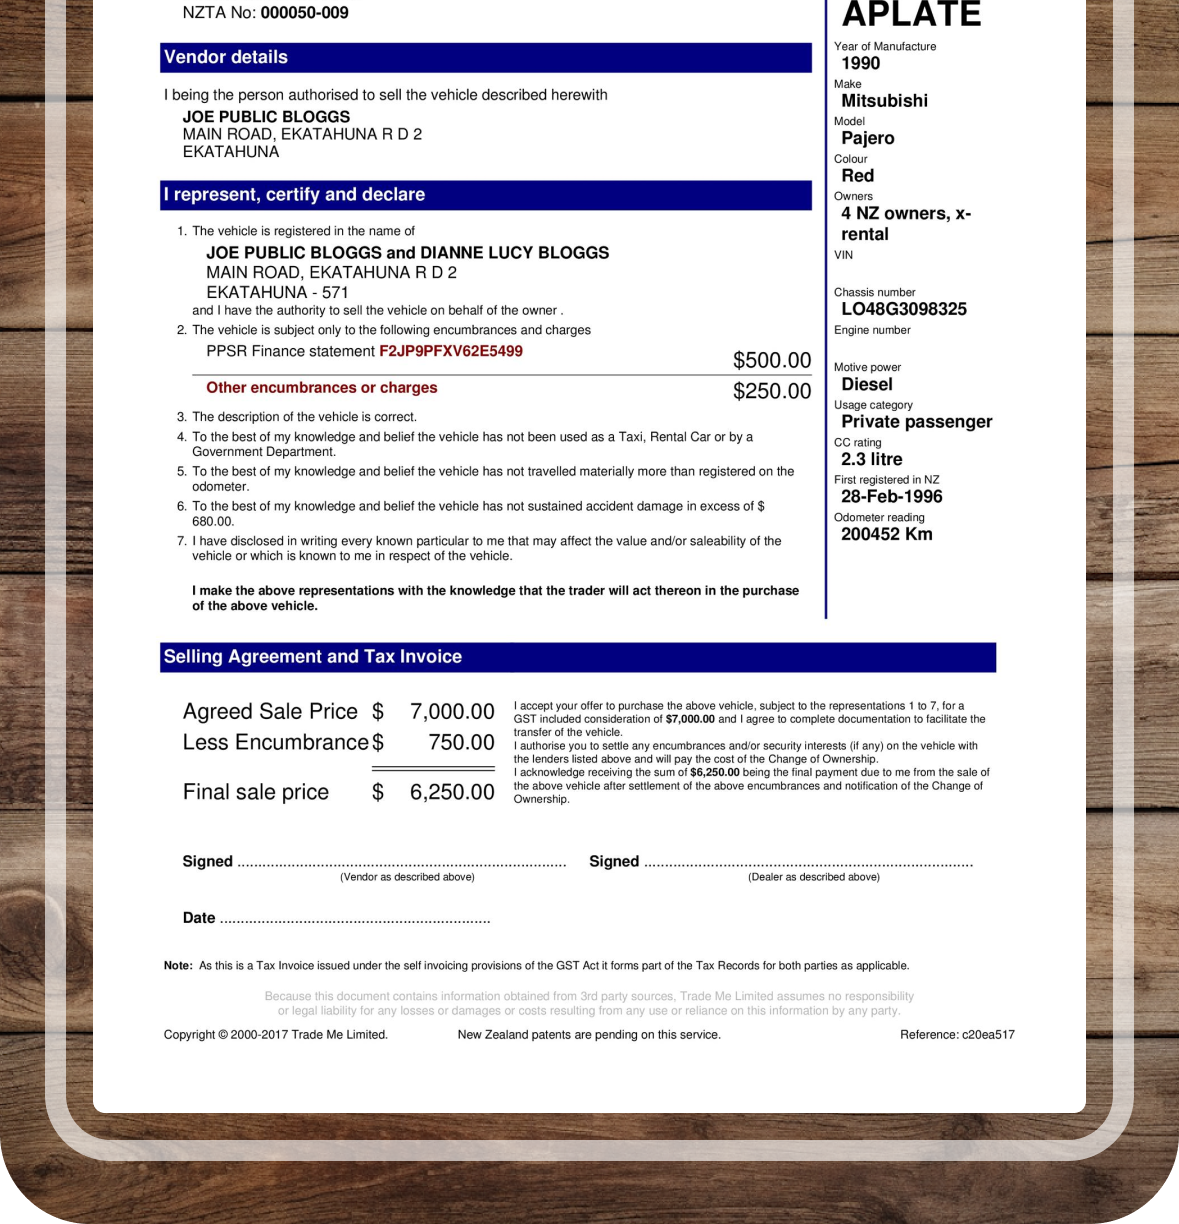 NZTA No: 000050-009
Vendor details
I being the person authorised to sell the vehicle described herewith
JOE PUBLIC BLOGGS
MAIN ROAD, EKATAHUNA R D 2
EKATAHUNA
I represent, certify and declare
1. The vehicle is registered in the name of
JOE PUBLIC BLOGGS and DIANNE LUCY BLOGGS
MAIN ROAD, EKATAHUNA R D 2
EKATAHUNA - 571
and I have the authority to sell the vehicle on behalf of the owner .
2. The vehicle is subject only to the following encumbrances and charges
PPSR Finance statement F2JP9PFXV62E5499 $500.00
Other encumbrances or charges $250.00
3. The description of the vehicle is correct.
4. To the best of my knowledge and belief the vehicle has not been used as a Taxi, Rental Car or by a
Government Department.
5. To the best of my knowledge and belief the vehicle has not travelled materially more than registered on the
odometer.
6. To the best of my knowledge and belief the vehicle has not sustained accident damage in excess of $
680.00.
7. I have disclosed in writing every known particular to me that may affect the value and/or saleability of the
vehicle or which is known to me in respect of the vehicle.
I make the above representations with the knowledge that the trader will act thereon in the purchase
of the above vehicle.
APLATE
Year of Manufacture
1990
Make
Mitsubishi
Model
Pajero
Colour
Red
Owners
4 NZ owners, x-
rental
VIN
Chassis number
LO48G3098325
Engine number
Motive power
Diesel
Usage category
Private passenger
CC rating
2.3 litre
First registered in NZ
28-Feb-1996
Odometer reading
200452 Km
Selling Agreement and Tax Invoice
Agreed Sale Price $ 7,000.00
Less Encumbrance $ 750.00
Final sale price $ 6,250.00
I accept your offer to purchase the above vehicle, subject to the representations 1 to 7, for a
GST included consideration of $7,000.00 and I agree to complete documentation to facilitate the
transfer of the vehicle.
I authorise you to settle any encumbrances and/or security interests (if any) on the vehicle with
the lenders listed above and will pay the cost of the Change of Ownership.
I acknowledge receiving the sum of $6,250.00 being the final payment due to me from the sale of
the above vehicle after settlement of the above encumbrances and notification of the Change of
Ownership.
Signed ............................................................................... Signed ...............................................................................
(Vendor as described above) (Dealer as described above)
Date .................................................................
Note: As this is a Tax Invoice issued under the self invoicing provisions of the GST Act it forms part of the Tax Records for both parties as applicable.
Because this document contains information obtained from 3rd party sources, Trade Me Limited assumes no responsibility
or legal liability for any losses or damages or costs resulting from any use or reliance on this information by any party.
Copyright © 2000-2017 Trade Me Limited. New Zealand patents are pending on this service. Reference: c20ea517